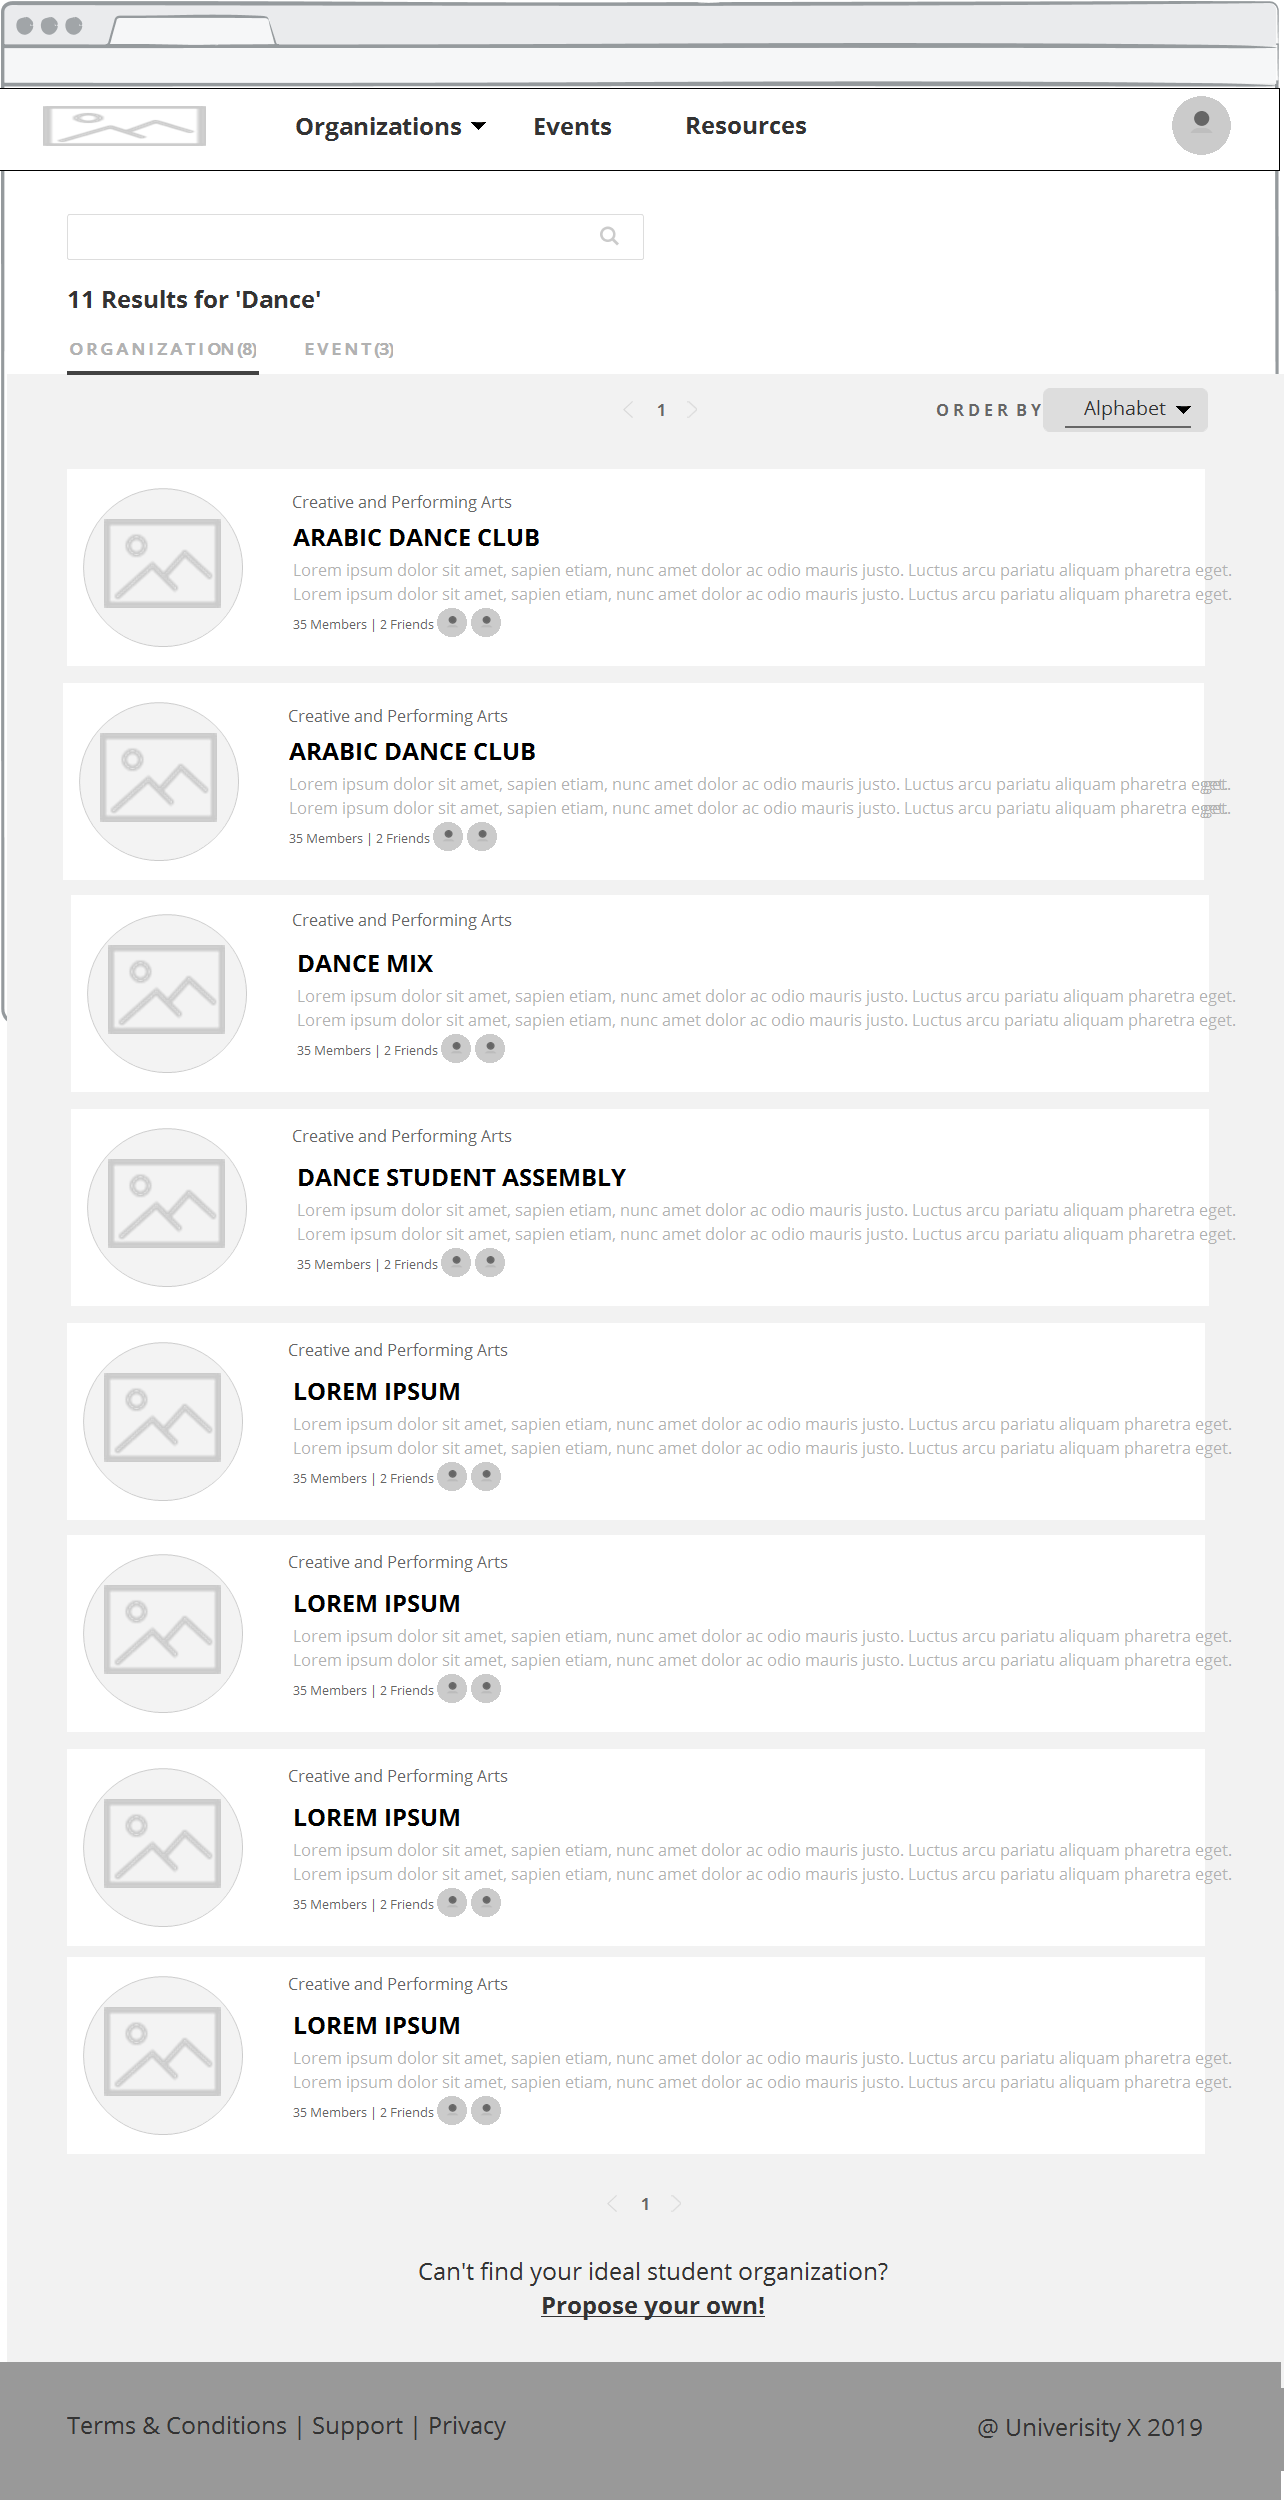 Organizations Events Resources
11 Results for 'Dance'
ORGANIZATION(8) EVENT(3)
1 ORDER BY Alphabet
Creative and Performing Arts
ARABIC DANCE CLUB
Lorem ipsum dolor sit amet, sapien etiam, nunc amet dolor ac odio mauris justo. Luctus arcu pariatu aliquam pharetra eget.
Lorem ipsum dolor sit amet, sapien etiam, nunc amet dolor ac odio mauris justo. Luctus arcu pariatu aliquam pharetra eget.
35 Members | 2 Friends
Creative and Performing Arts
ARABIC DANCE CLUB
Lorem ipsum dolor sit amet, sapien etiam, nunc amet dolor ac odio mauris justo. Luctus arcu pariatu aliquam pharetra eget.
Lorem ipsum dolor sit amet, sapien etiam, nunc amet dolor ac odio mauris justo. Luctus arcu pariatu aliquam pharetra eget.
35 Members | 2 Friends
Creative and Performing Arts
DANCE MIX
Lorem ipsum dolor sit amet, sapien etiam, nunc amet dolor ac odio mauris justo. Luctus arcu pariatu aliquam pharetra eget.
Lorem ipsum dolor sit amet, sapien etiam, nunc amet dolor ac odio mauris justo. Luctus arcu pariatu aliquam pharetra eget.
35 Members | 2 Friends
Creative and Performing Arts
DANCE STUDENT ASSEMBLY
Lorem ipsum dolor sit amet, sapien etiam, nunc amet dolor ac odio mauris justo. Luctus arcu pariatu aliquam pharetra eget.
Lorem ipsum dolor sit amet, sapien etiam, nunc amet dolor ac odio mauris justo. Luctus arcu pariatu aliquam pharetra eget.
35 Members | 2 Friends
Creative and Performing Arts
LOREM IPSUM
Lorem ipsum dolor sit amet, sapien etiam, nunc amet dolor ac odio mauris justo. Luctus arcu pariatu aliquam pharetra eget.
Lorem ipsum dolor sit amet, sapien etiam, nunc amet dolor ac odio mauris justo. Luctus arcu pariatu aliquam pharetra eget.
35 Members | 2 Friends
Creative and Performing Arts
LOREM IPSUM
Lorem ipsum dolor sit amet, sapien etiam, nunc amet dolor ac odio mauris justo. Luctus arcu pariatu aliquam pharetra eget.
Lorem ipsum dolor sit amet, sapien etiam, nunc amet dolor ac odio mauris justo. Luctus arcu pariatu aliquam pharetra eget.
35 Members | 2 Friends
Creative and Performing Arts
LOREM IPSUM
Lorem ipsum dolor sit amet, sapien etiam, nunc amet dolor ac odio mauris justo. Luctus arcu pariatu aliquam pharetra eget.
Lorem ipsum dolor sit amet, sapien etiam, nunc amet dolor ac odio mauris justo. Luctus arcu pariatu aliquam pharetra eget.
35 Members | 2 Friends
Creative and Performing Arts
LOREM IPSUM
Lorem ipsum dolor sit amet, sapien etiam, nunc amet dolor ac odio mauris justo. Luctus arcu pariatu aliquam pharetra eget.
Lorem ipsum dolor sit amet, sapien etiam, nunc amet dolor ac odio mauris justo. Luctus arcu pariatu aliquam pharetra eget.
35 Members | 2 Friends
1
Can't find your ideal student organization?
Propose your own!
Terms & Conditions | Support | Privacy @ Univerisity X 2019